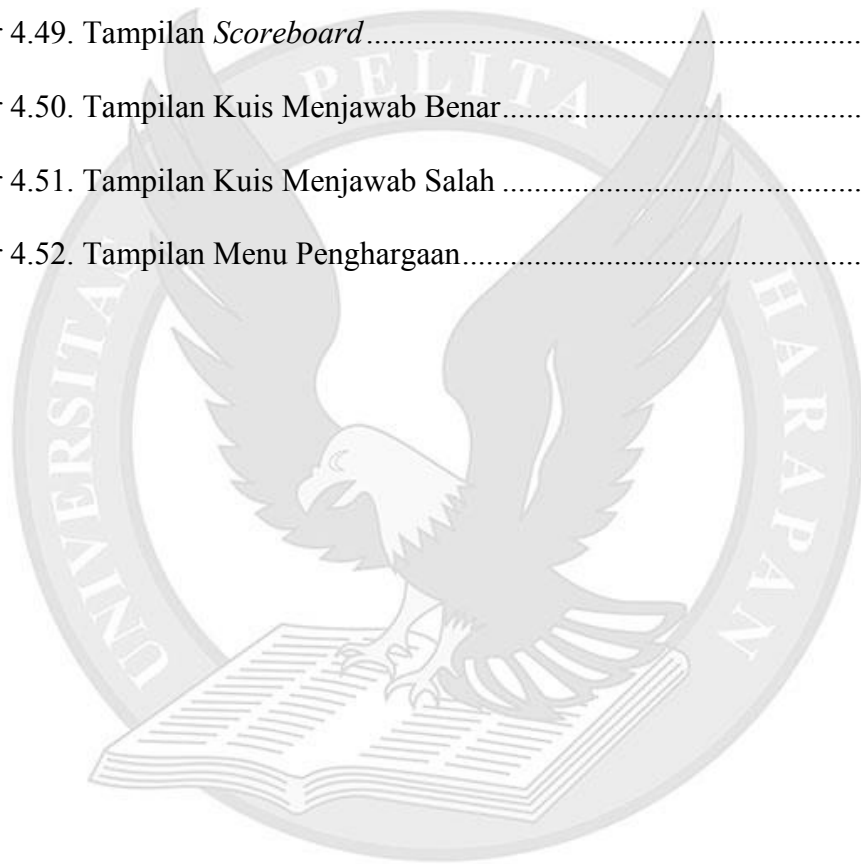 r 4.49. Tampilan Scoreboard........................................................................
r 4.50. Tampilan Kuis Menjawab Benar......................................................
r 4.51. Tampilan Kuis Menjawab Salah ......................................................
r 4.52. Tampilan Menu Penghargaan...........................................................
UNIVERSITAS PELITA HARAPAN